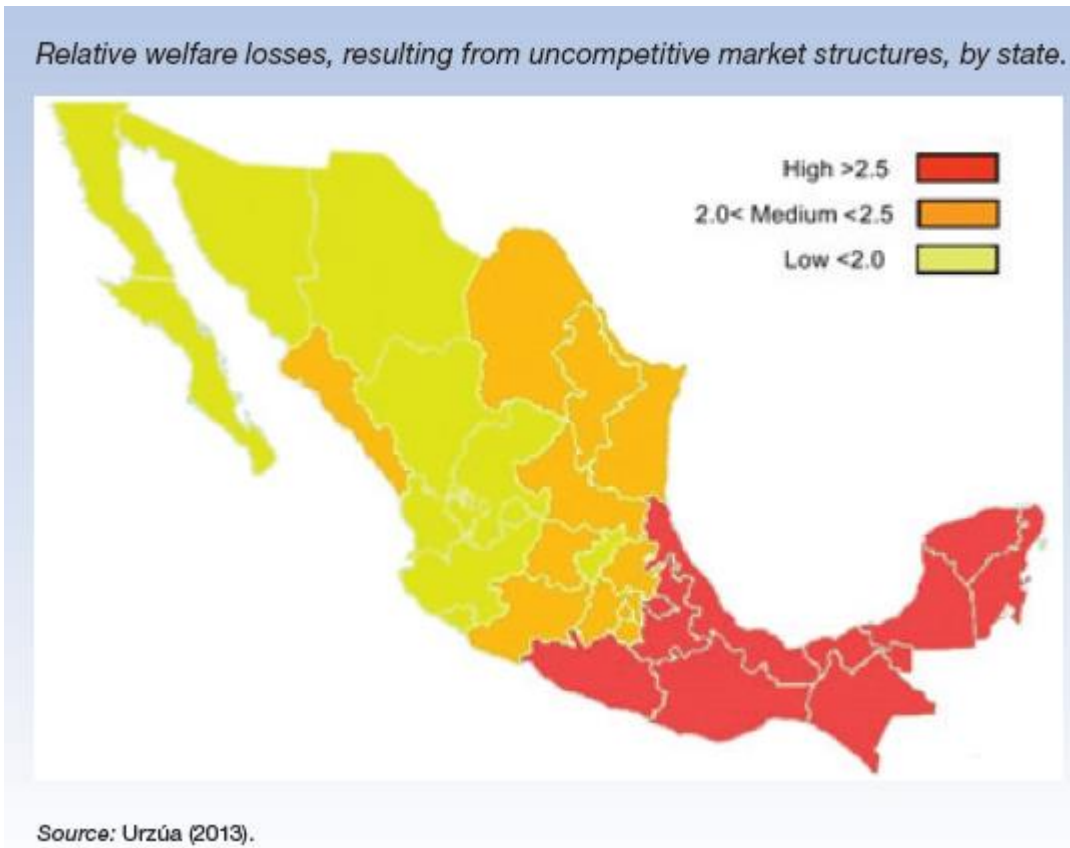 Relative welfare losses, resulting from uncompetitive market structures, by state.
High >2.5
2.0< Medium <2.5
Low <2.0
Source: Urzúa (2013).